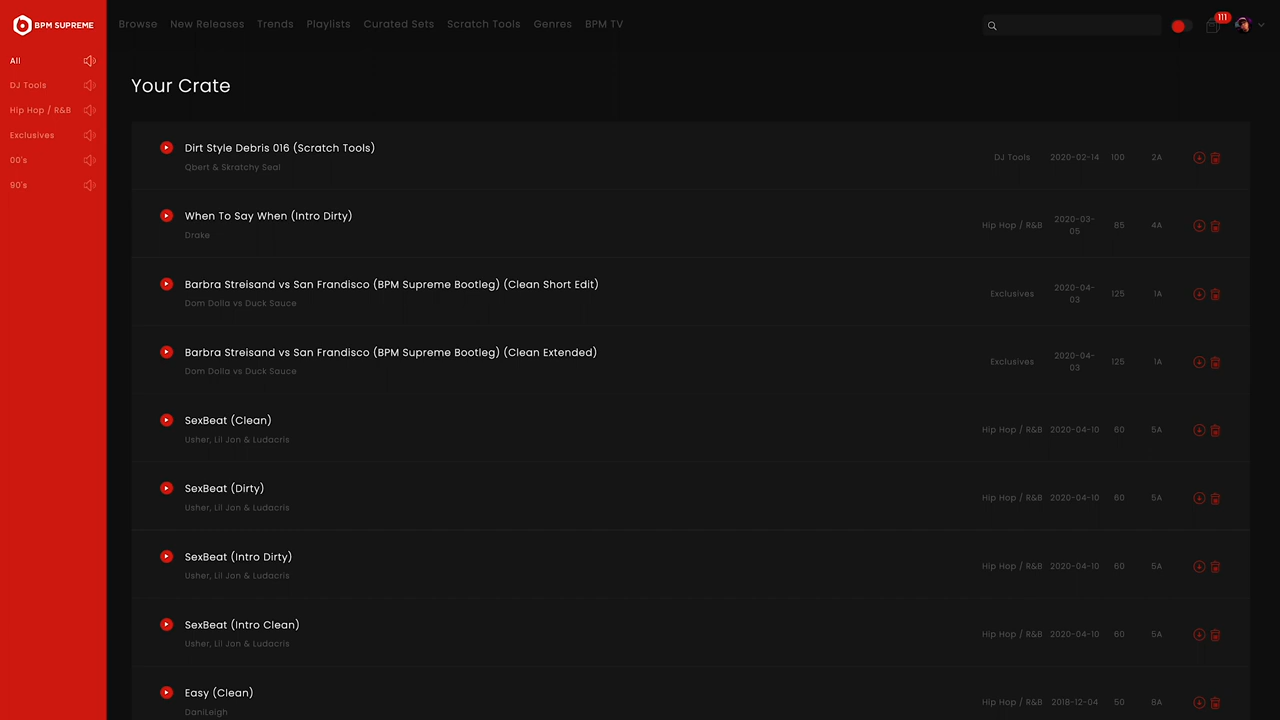 BPM SUPREME
Browse New Releases Trends Playlists Curated Sets Scratch Tools Genres BPM TV
111
All
DJ Tools
Hip Hop / R&B
Exclusives
00's
90's
Your Crate
Dirt Style Debris 016 (Scratch Tools)
Qbert & Skratchy Seal
DJ Tools 2020-02-14 100 2A
When To Say When (Intro Dirty)
Drake
Hip Hop / R&B 2020-03-05 85 4A
Barbra Streisand vs San Frandisco (BPM Supreme Bootleg) (Clean Short Edit)
Dom Dolla vs Duck Sauce
Exclusives 2020-04-03 125 1A
Barbra Streisand vs San Frandisco (BPM Supreme Bootleg) (Clean Extended)
Dom Dolla vs Duck Sauce
Exclusives 2020-04-03 125 1A
SexBeat (Clean)
Usher, Lil Jon & Ludacris
Hip Hop / R&B 2020-04-10 60 5A
SexBeat (Dirty)
Usher, Lil Jon & Ludacris
Hip Hop / R&B 2020-04-10 60 5A
SexBeat (Intro Dirty)
Usher, Lil Jon & Ludacris
Hip Hop / R&B 2020-04-10 60 5A
SexBeat (Intro Clean)
Usher, Lil Jon & Ludacris
Hip Hop / R&B 2020-04-10 60 5A
Easy (Clean)
DaniLeigh
Hip Hop / R&B 2018-12-04 50 8A